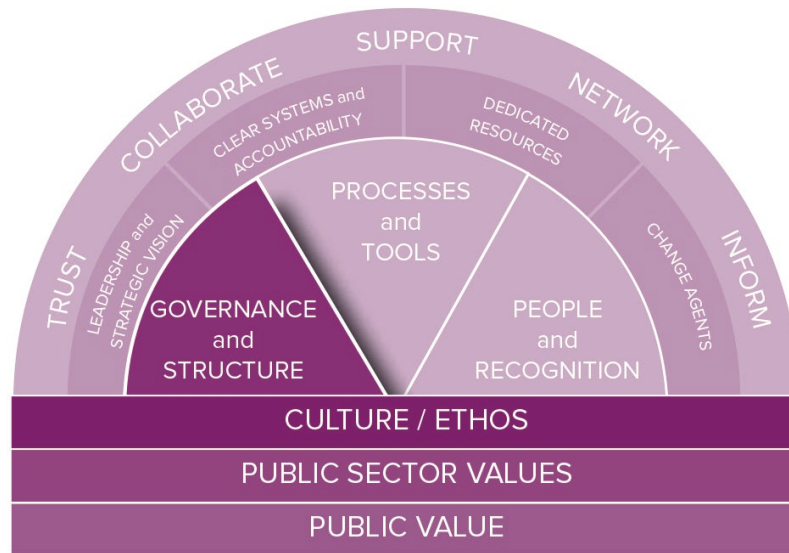 SUPPORT
COLLABORATE
NETWORK
TRUST
INFORM
CLEAR SYSTEMS and
ACCOUNTABILITY
DEDICATED
RESOURCES
LEADERSHIP and
STRATEGIC VISION
CHANGE AGENTS
PROCESSES
and
TOOLS
GOVERNANCE
and
STRUCTURE
PEOPLE
and
RECOGNITION
CULTURE / ETHOS
PUBLIC SECTOR VALUES
PUBLIC VALUE